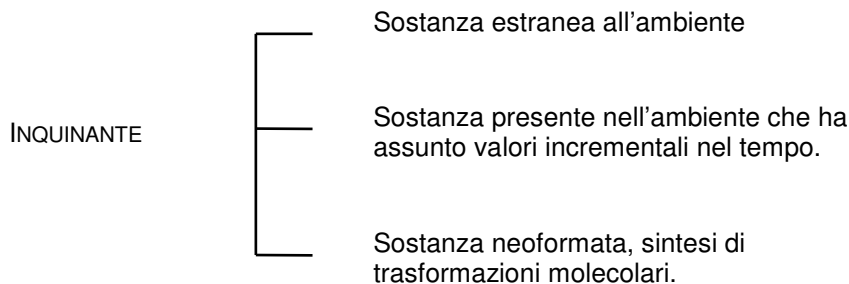 Sostanza estranea all'ambiente
INQUINANTE
Sostanza presente nell'ambiente che ha
assunto valori incrementali nel tempo.
Sostanza neoformata, sintesi di
trasformazioni molecolari.